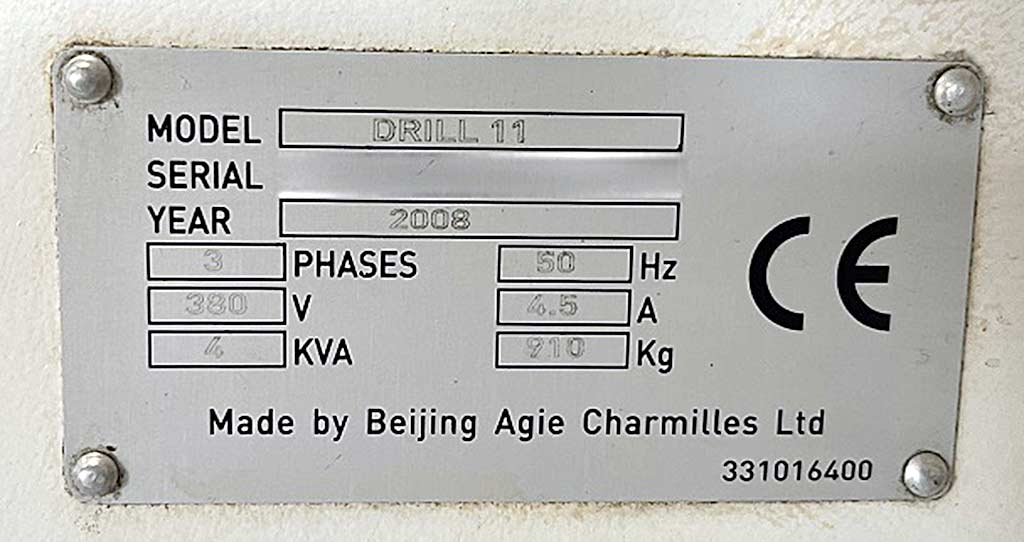 MODEL DRILL 11
SERIAL
YEAR 2008
3 PHASES 50 Hz
380 V 4.5 A
4 KVA 910 Kg
CE
Made by Beijing Agie Charmilles Ltd
331016400